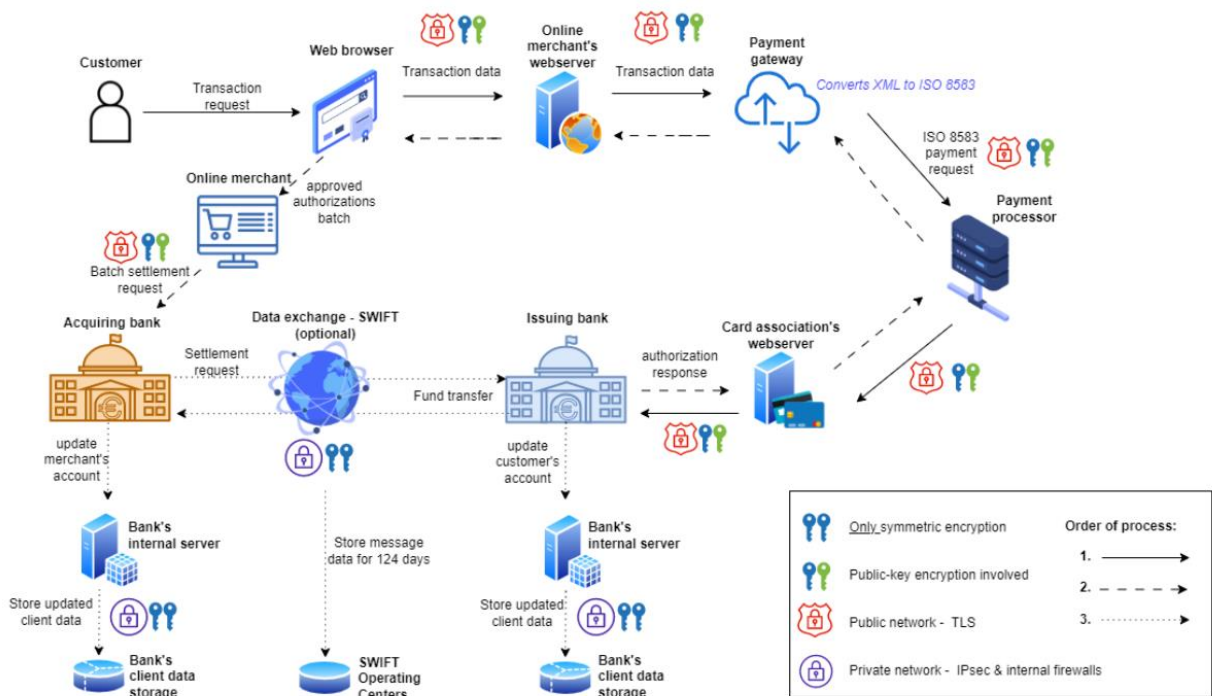 Customer
Transaction
request
Web browser
Transaction data
Online
merchant's
webserver
Transaction data
Payment
gateway
Converts XML to ISO 8583
ISO 8583
payment
request
Payment
processor
Online merchant
approved
authorizations
batch
Batch settlement
request
Acquiring bank
Settlement
request
Data exchange - SWIFT
(optional)
Fund transfer
Issuing bank
authorization
response
Card association's
webserver
update
merchant's
account
update
customer's
account
Bank's
internal server
Store message
data for 124 days
Bank's
internal server
Store updated
client data
Store updated
client data
Bank's
client data
storage
SWIFT
Operating
Centers
Bank's
client data
storage
Only symmetric encryption
Public-key encryption involved
Public network - TLS
Private network - IPsec & internal firewalls
Order of process:
1.
2.
3.